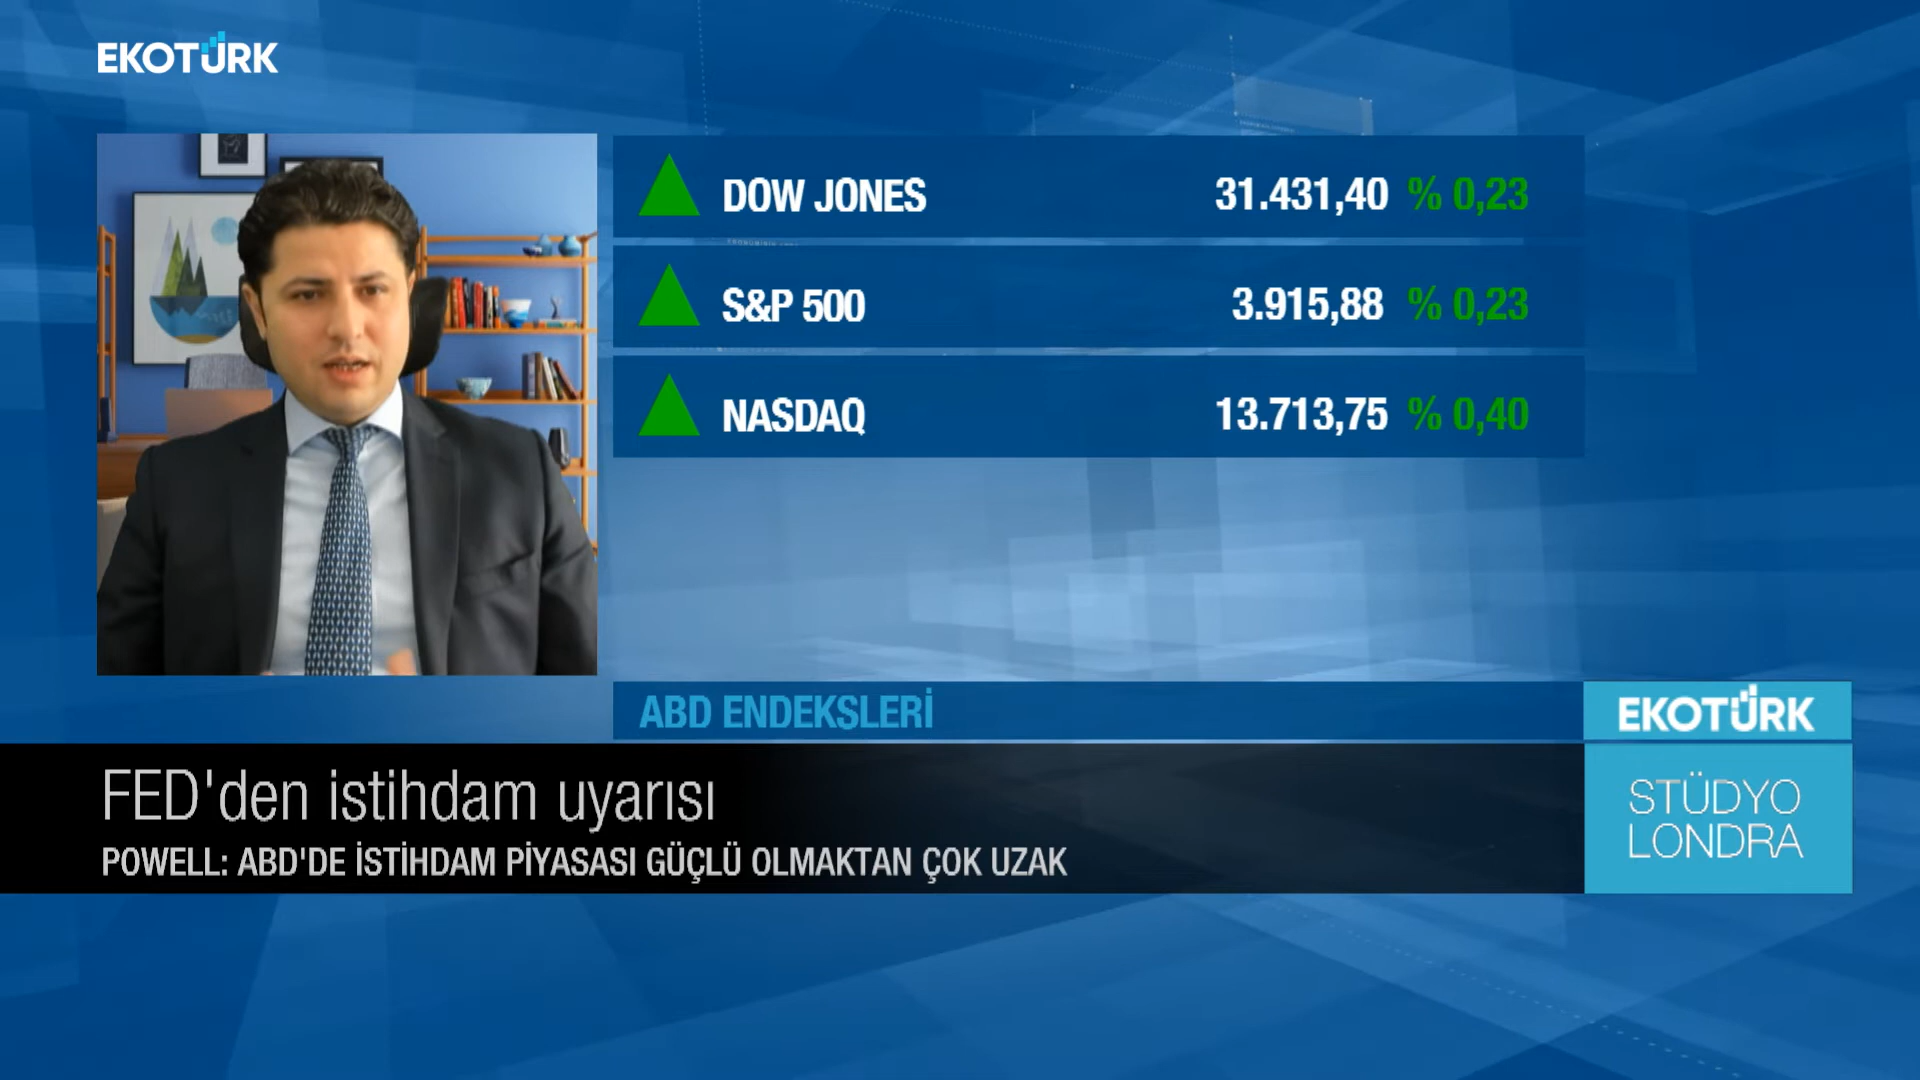 EKOTÜRK
DOW JONES 31.431,40 % 0,23
S&P 500 3.915,88 % 0,23
NASDAQ 13.713,75 % 0,40
ABD ENDEKSLERİ
EKOTÜRK
FED'den istihdam uyarısı
POWELL: ABD'DE İSTİHDAM PİYASASI GÜÇLÜ OLMAKTAN ÇOK UZAK
STÜDYO
LONDRA